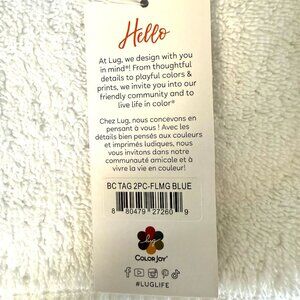 Hello
At Lug, we design with you
in mind®! From thoughtful
details to playful colors &
prints, we invite you into our
friendly community and to
live life in color®
Chez Lug, nous concevons en
pensant à vous ! Avec les
détails bien pensés aux couleurs
et imprimés ludiques, nous
vous invitons dans notre
communauté amicale et à
vivre la vie en couleur!
BC TAG 2PC-FLMG BLUE
8 80479 27260 9
lug
COLORJOY
#LUGLIFE